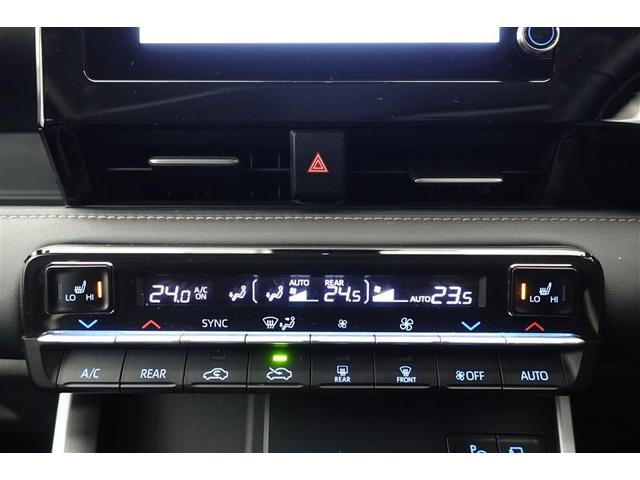 LO HI
24.0 A/C ON AUTO REAR 24.5 AUTO 23.5
LO HI
SYNC
A/C REAR REAR FRONT OFF AUTO
P